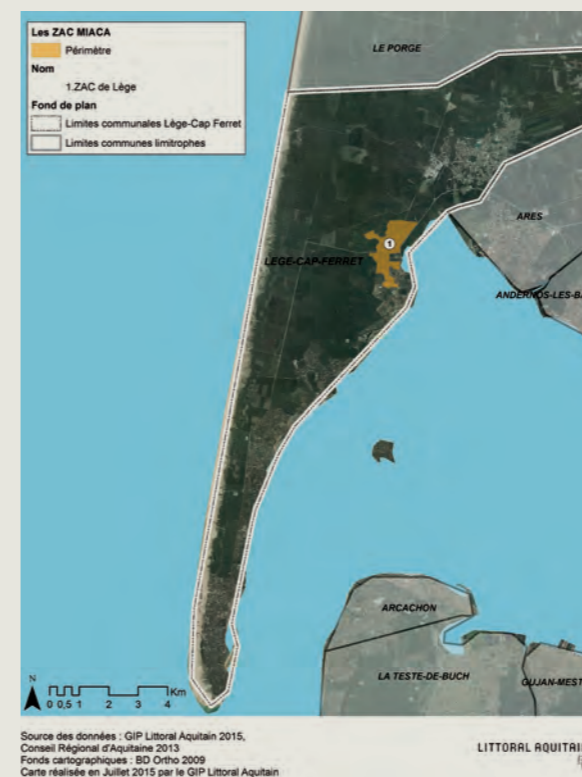 Les ZAC MIACA
Périmètre
Nom
1.ZAC de Lège
Fond de plan
Limites communales Lège-Cap Ferret
Limites communes limitrophes
LE PORGE
ARES
1
LEGE-CAP-FERRET
ANDERNOS-LES-BA
ARCACHON
LA TESTE-DE-BUCH
GUJAN-MEST
N
Km
0 0,5 1 2 3 4
Source des données : GIP Littoral Aquitain 2015,
Conseil Régional d'Aquitaine 2013
Fonds cartographiques : BD Ortho 2009
Carte réalisée en Juillet 2015 par le GIP Littoral Aquitain
LITTORAL AQUITAIN